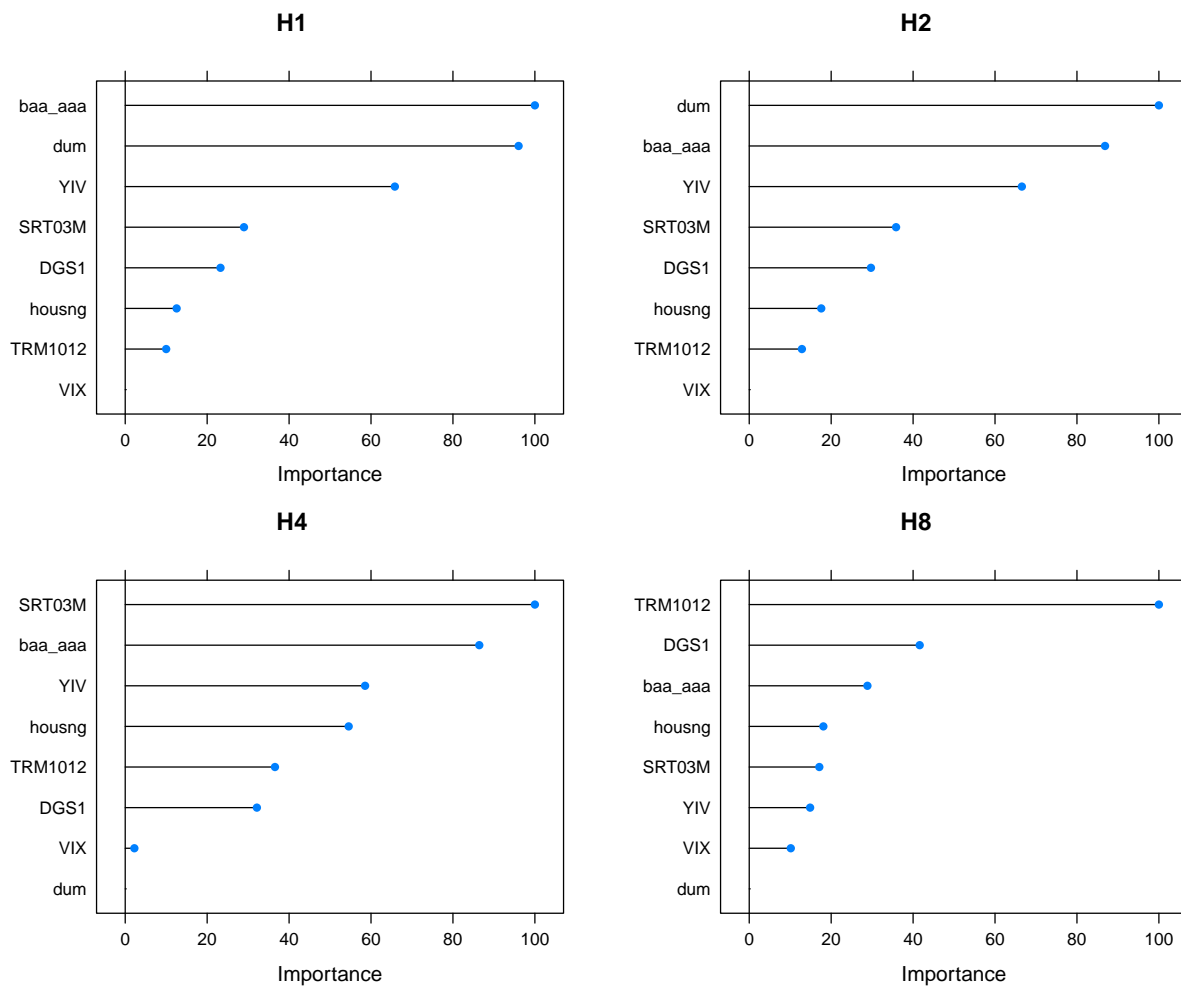 H1
baa_aaa
dum
YIV
SRT03M
DGS1
housng
TRM1012
VIX
0 20 40 60 80 100
Importance
H2
dum
baa_aaa
YIV
SRT03M
DGS1
housng
TRM1012
VIX
0 20 40 60 80 100
Importance
H4
SRT03M
baa_aaa
YIV
housng
TRM1012
DGS1
VIX
dum
0 20 40 60 80 100
Importance
H8
TRM1012
DGS1
baa_aaa
housng
SRT03M
YIV
VIX
dum
0 20 40 60 80 100
Importance